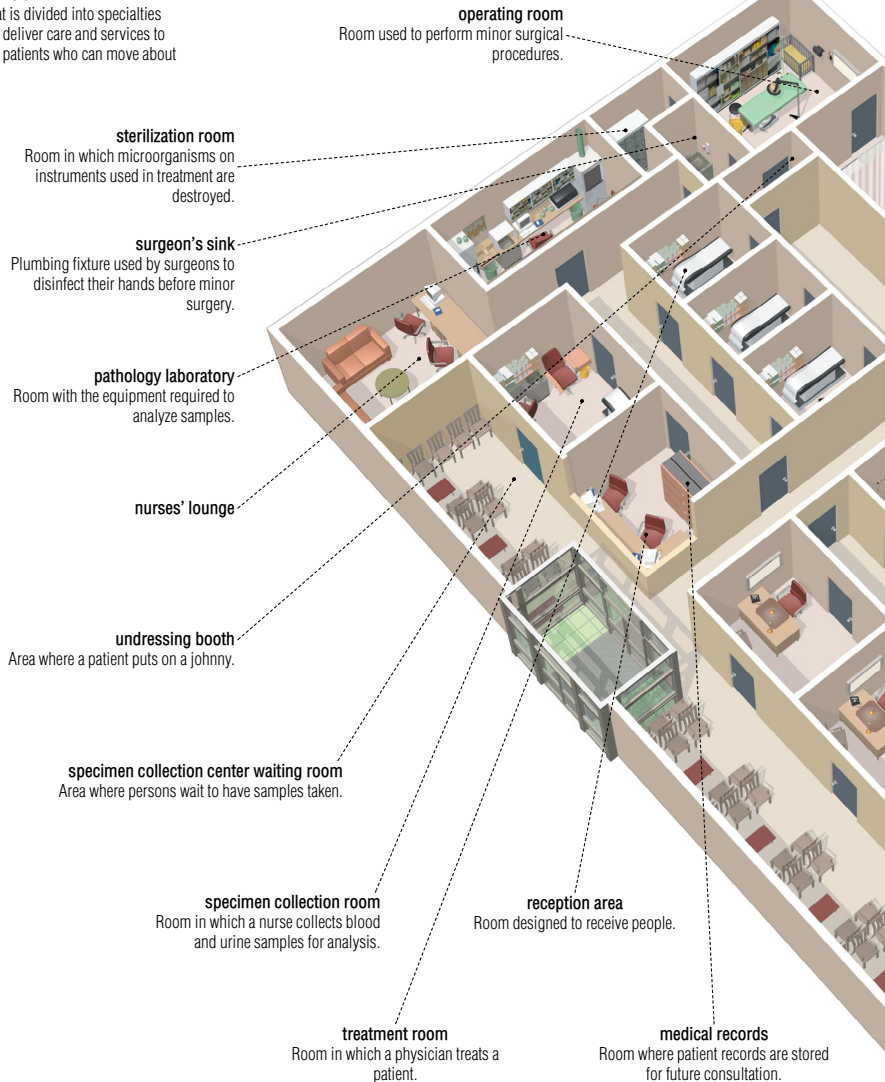 at is divided into specialties
deliver care and services to
patients who can move about
operating room
Room used to perform minor surgical
procedures.
sterilization room
Room in which microorganisms on
instruments used in treatment are
destroyed.
surgeon’s sink
Plumbing fixture used by surgeons to
disinfect their hands before minor
surgery.
pathology laboratory
Room with the equipment required to
analyze samples.
nurses’ lounge
undressing booth
Area where a patient puts on a johnny.
specimen collection center waiting room
Area where persons wait to have samples taken.
specimen collection room
Room in which a nurse collects blood
and urine samples for analysis.
reception area
Room designed to receive people.
treatment room
Room in which a physician treats a
patient.
medical records
Room where patient records are stored
for future consultation.